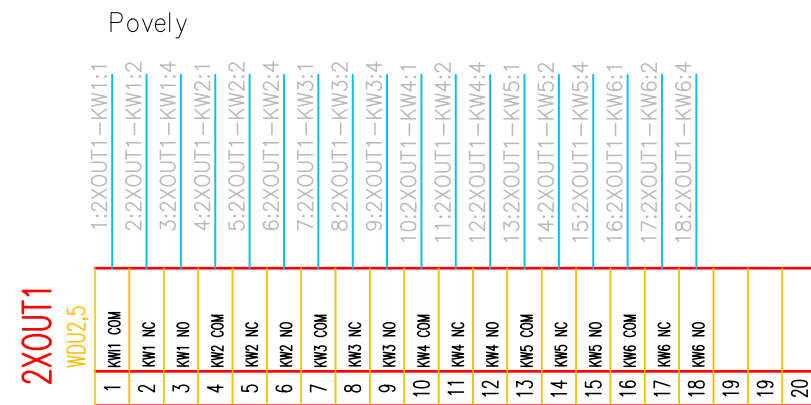 Povely
1:2XOUT1-KW1:1
2:2XOUT1-KW1:2
3:2XOUT1-KW1:4
4:2XOUT1-KW2:1
5:2XOUT1-KW2:2
6:2XOUT1-KW2:4
7:2XOUT1-KW3:1
8:2XOUT1-KW3:2
9:2XOUT1-KW3:4
10:2XOUT1-KW4:1
11:2XOUT1-KW4:2
12:2XOUT1-KW4:4
13:2XOUT1-KW5:1
14:2XOUT1-KW5:2
15:2XOUT1-KW5:4
16:2XOUT1-KW6:1
17:2XOUT1-KW6:2
18:2XOUT1-KW6:4
2XOUT1
WDU2,5
KWI1 COM
KW1 NC
KW1 NO
KW2 COM
KW2 NC
KW2 NO
KW3 COM
KW3 NC
KW3 NO
KW4 COM
KW4 NC
KW4 NO
KW5 COM
KW5 NC
KW5 NO
KW6 COM
KW6 NC
KW6 NO
1
2
3
4
5
6
7
8
9
10
11
12
13
14
15
16
17
18
19
19
20